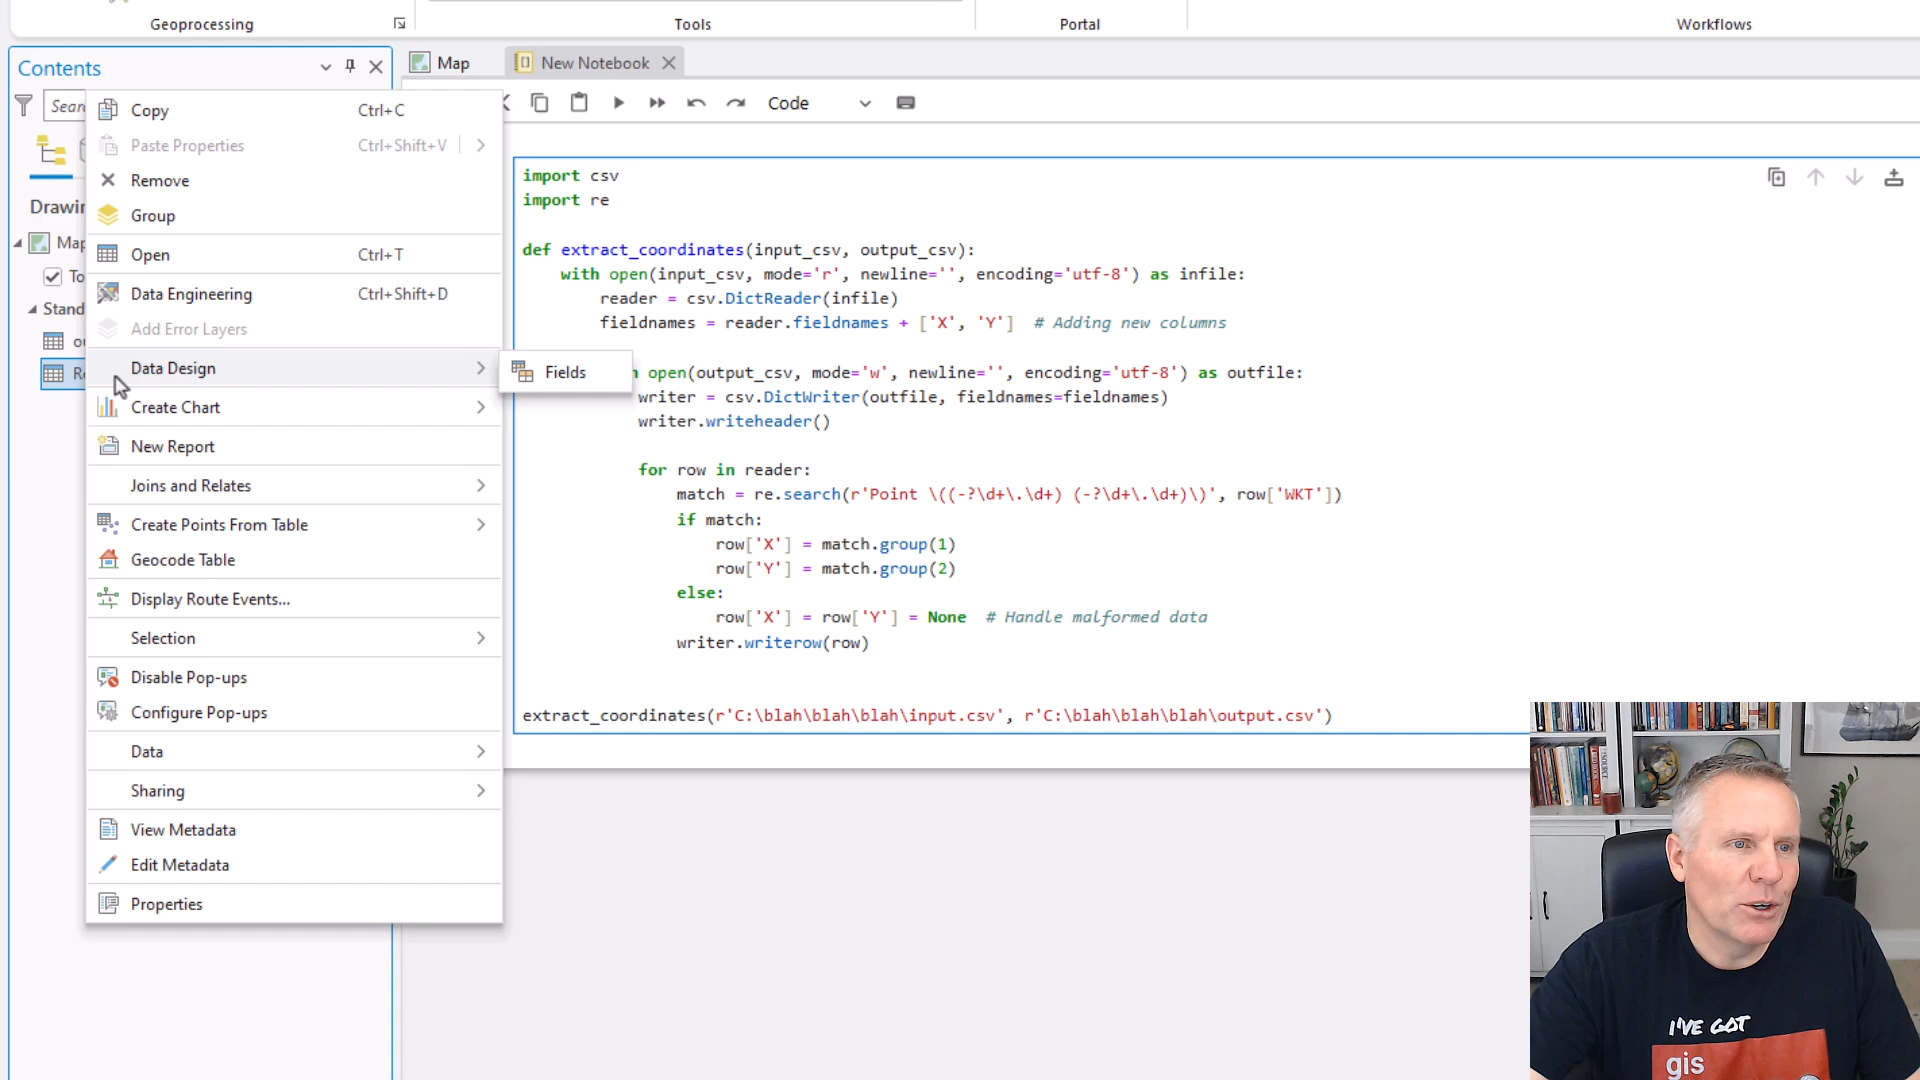 Geoprocessing
Tools
Portal
Workflows
Contents
Map
New Notebook
Code
Copy Ctrl+C
Paste Properties Ctrl+Shift+V
Remove
Group
Open Ctrl+T
Data Engineering Ctrl+Shift+D
Add Error Layers
Data Design
Fields
Create Chart
New Report
Joins and Relates
Create Points From Table
Geocode Table
Display Route Events...
Selection
Disable Pop-ups
Configure Pop-ups
Data
Sharing
View Metadata
Edit Metadata
Properties
import csv
import re
def extract_coordinates(input_csv, output_csv):
with open(input_csv, mode='r', newline='', encoding='utf-8') as infile:
reader = csv.DictReader(infile)
fieldnames = reader.fieldnames + ['X', 'Y'] # Adding new columns
open(output_csv, mode='w', newline='', encoding='utf-8') as outfile:
writer = csv.DictWriter(outfile, fieldnames=fieldnames)
writer.writeheader()
for row in reader:
match = re.search(r'Point \((-?\d+\.\d+) (-?\d+\.\d+)\)', row['WKT'])
if match:
row['X'] = match.group(1)
row['Y'] = match.group(2)
else:
row['X'] = row['Y'] = None # Handle malformed data
writer.writerow(row)
extract_coordinates(r'C:\blah\blah\blah\input.csv', r'C:\blah\blah\blah\output.csv')
I'VE GOT
gis